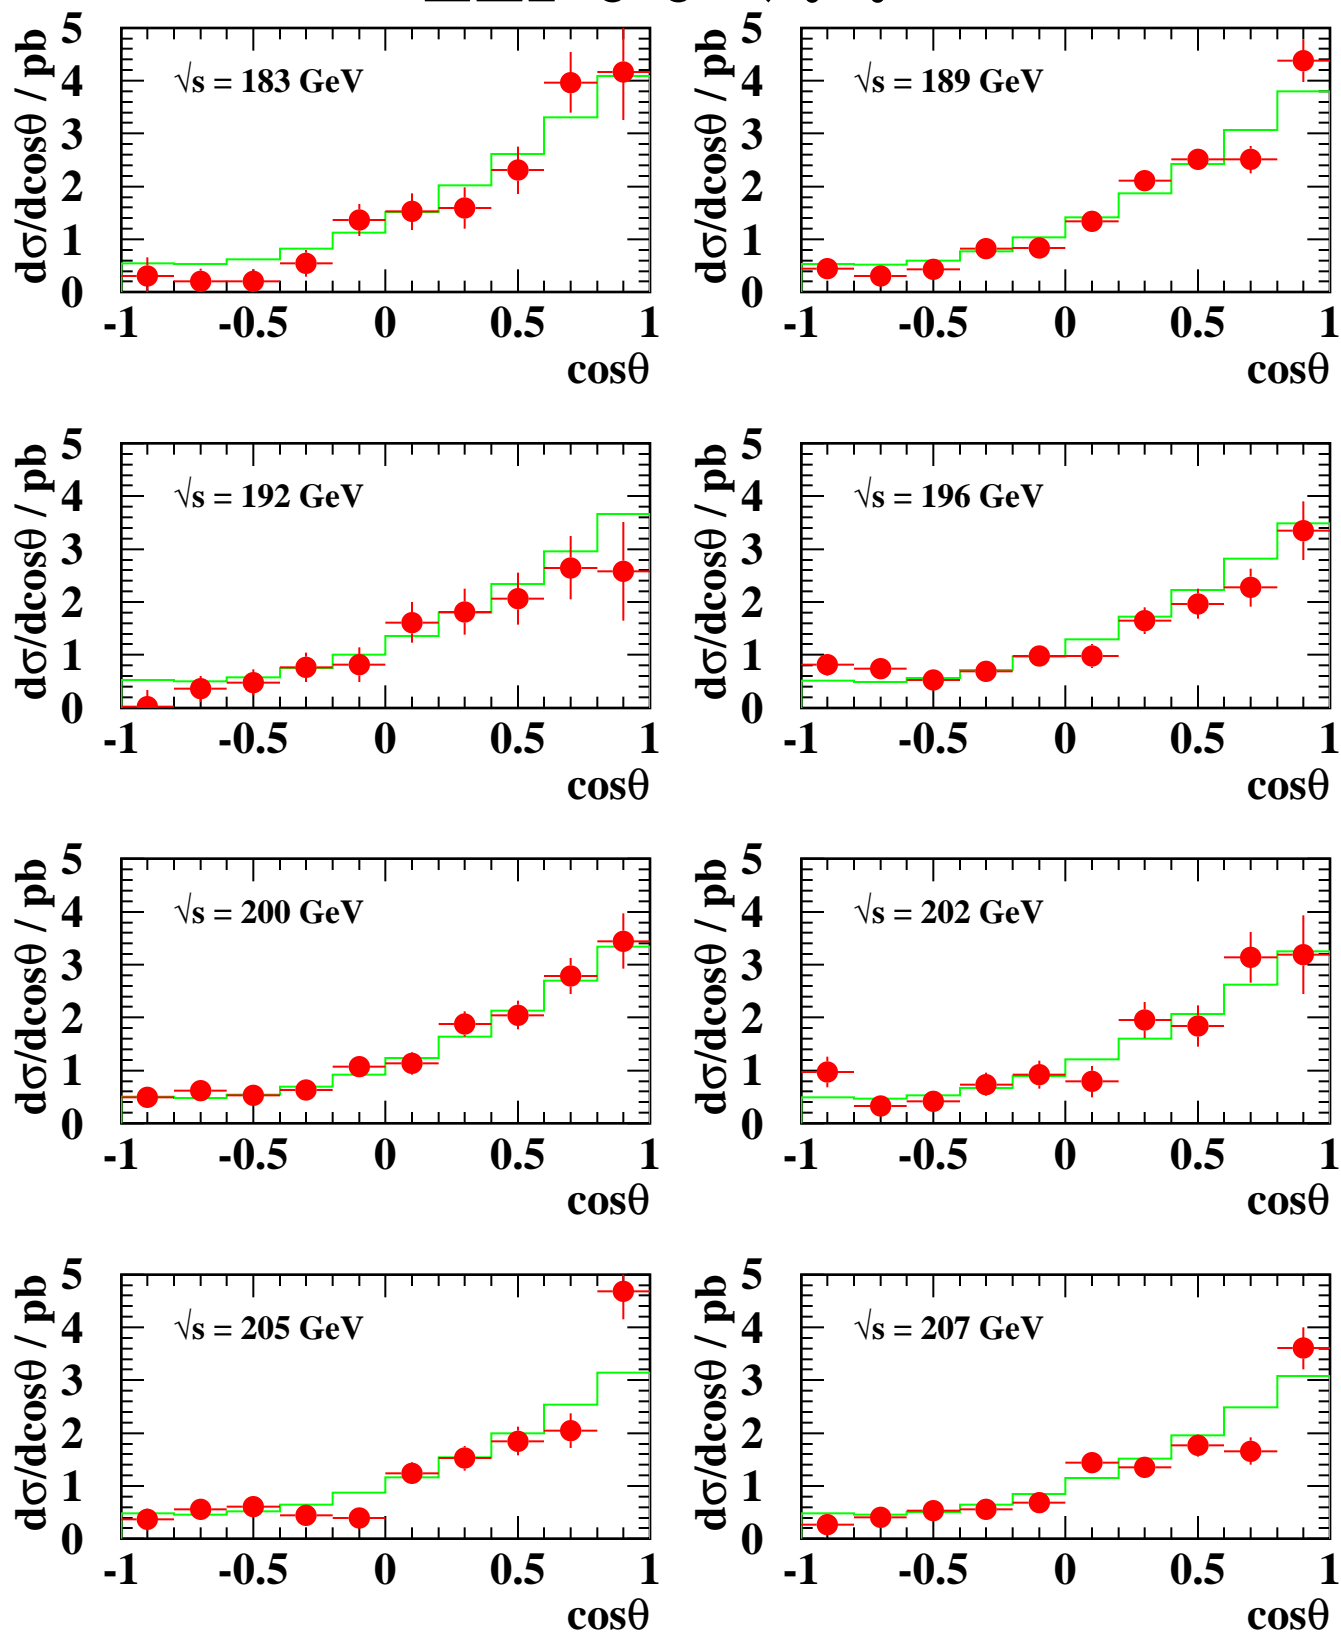 5
4
3
2
1
0
dσ/dcosθ / pb
√s = 183 GeV
-1 -0.5 0 0.5 1
cosθ
5
4
3
2
1
0
dσ/dcosθ / pb
√s = 189 GeV
-1 -0.5 0 0.5 1
cosθ
5
4
3
2
1
0
dσ/dcosθ / pb
√s = 192 GeV
-1 -0.5 0 0.5 1
cosθ
5
4
3
2
1
0
dσ/dcosθ / pb
√s = 196 GeV
-1 -0.5 0 0.5 1
cosθ
5
4
3
2
1
0
dσ/dcosθ / pb
√s = 200 GeV
-1 -0.5 0 0.5 1
cosθ
5
4
3
2
1
0
dσ/dcosθ / pb
√s = 202 GeV
-1 -0.5 0 0.5 1
cosθ
5
4
3
2
1
0
dσ/dcosθ / pb
√s = 205 GeV
-1 -0.5 0 0.5 1
cosθ
5
4
3
2
1
0
dσ/dcosθ / pb
√s = 207 GeV
-1 -0.5 0 0.5 1
cosθ